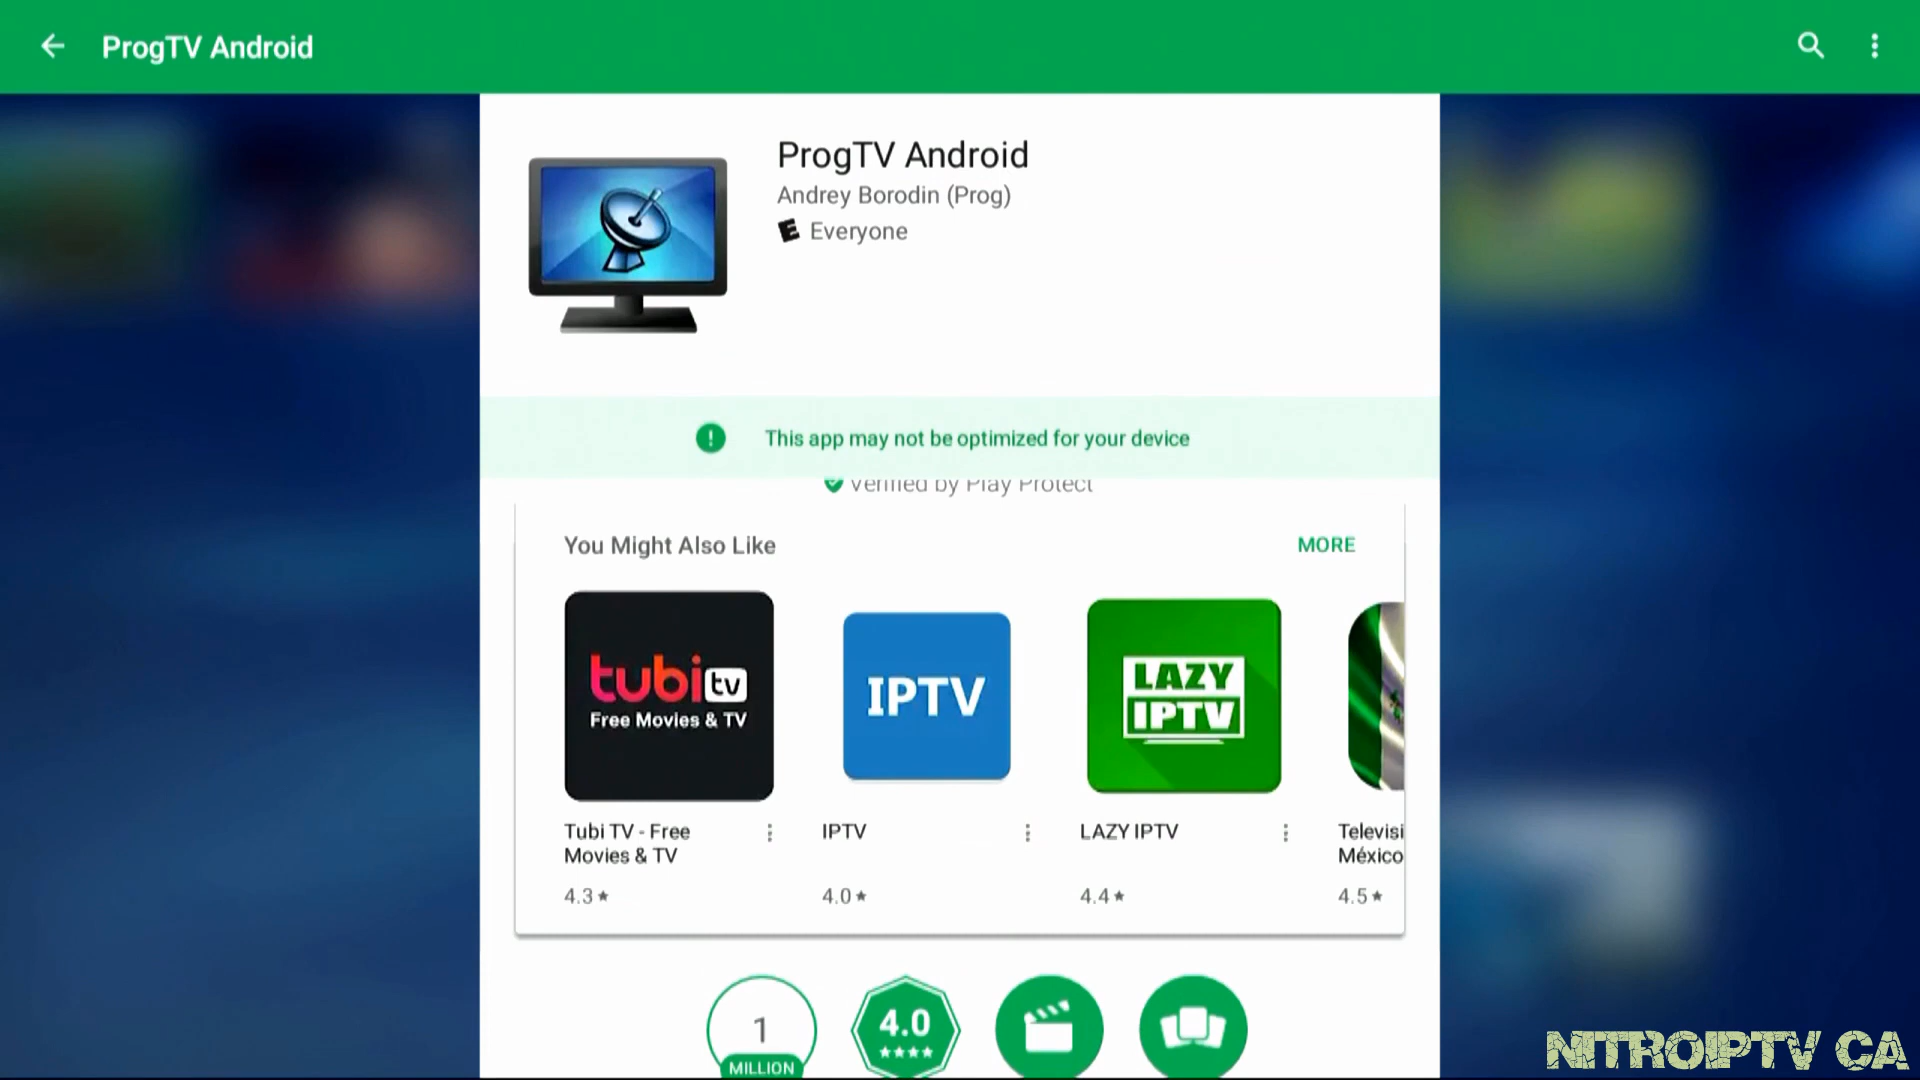 ProgTV Android
ProgTV Android
Andrey Borodin (Prog)
E Everyone
! This app may not be optimized for your device
Verified by Play Protect
You Might Also Like
MORE
tubi tv
Free Movies & TV
IPTV
LAZY
IPTV
Tubi TV - Free
Movies & TV
IPTV
LAZY IPTV
Televisi
México
4.3★
4.0★
4.4★
4.5★
1
MILLION
4.0
★★★★
NITROIPTV CA